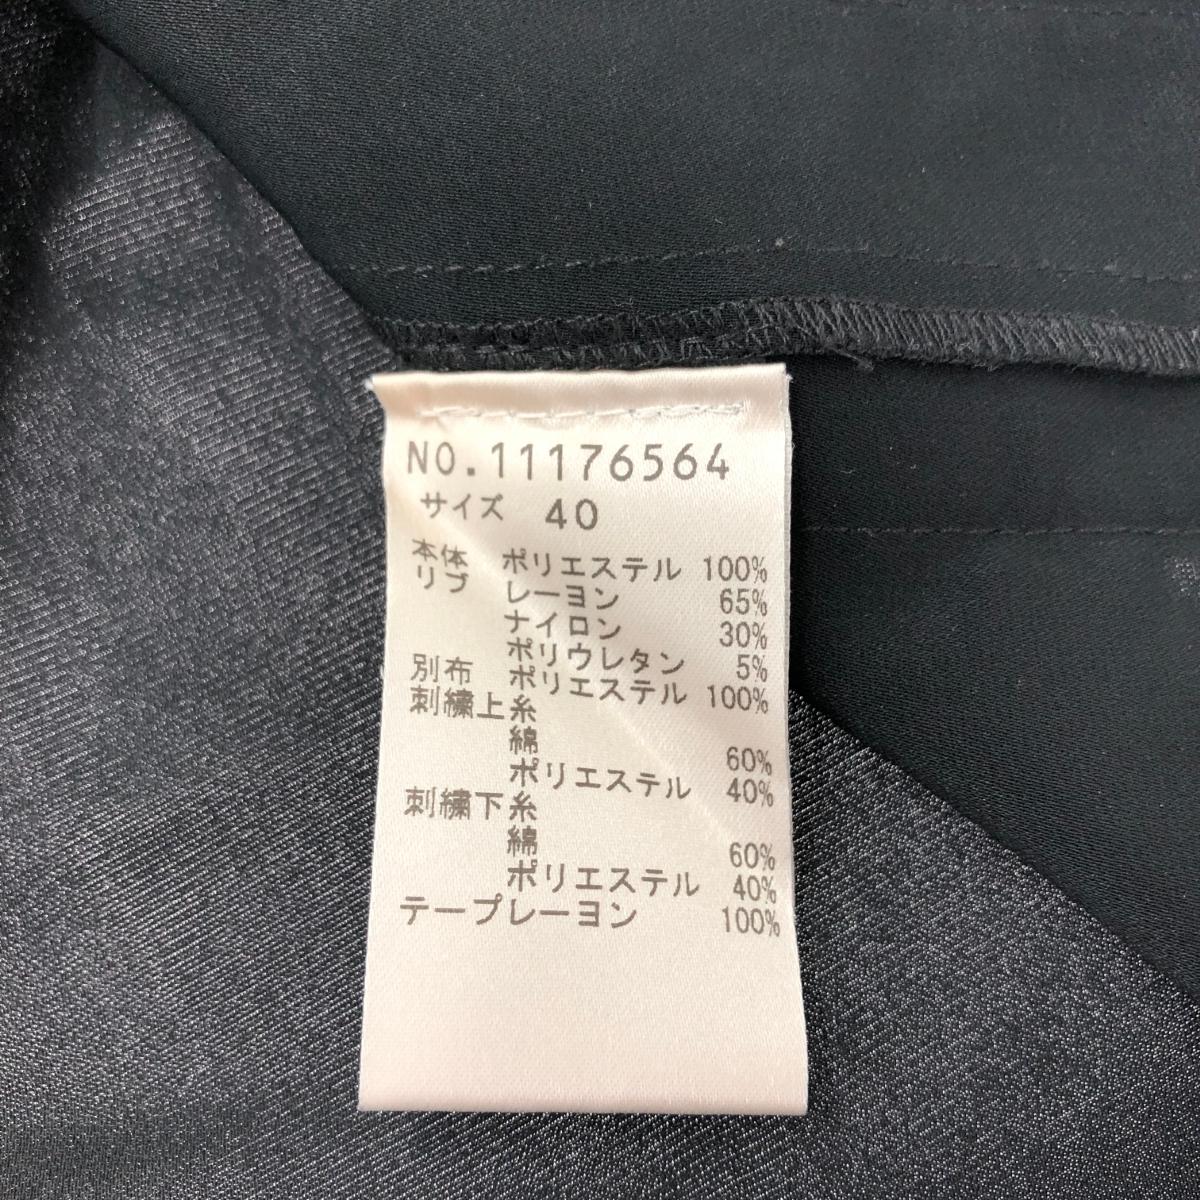 NO.11176564
サイズ 40
本体 ポリエステル 100%
リブ レーヨン 65%
ナイロン 30%
ポリウレタン 5%
別布 ポリエステル 100%
刺繍上糸
綿 60%
ポリエステル 40%
刺繍下糸
綿 60%
ポリエステル 40%
テープレーヨン 100%